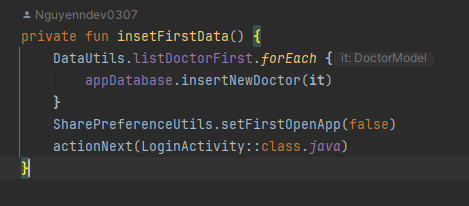 Nguyenndev0307
private fun insetFirstData() {
DataUtils.listDoctorFirst.forEach { it: DoctorModel
appDatabase.insertNewDoctor(it)
}
SharePreferenceUtils.setFirstOpenApp(false)
actionNext(LoginActivity::class.java)
}